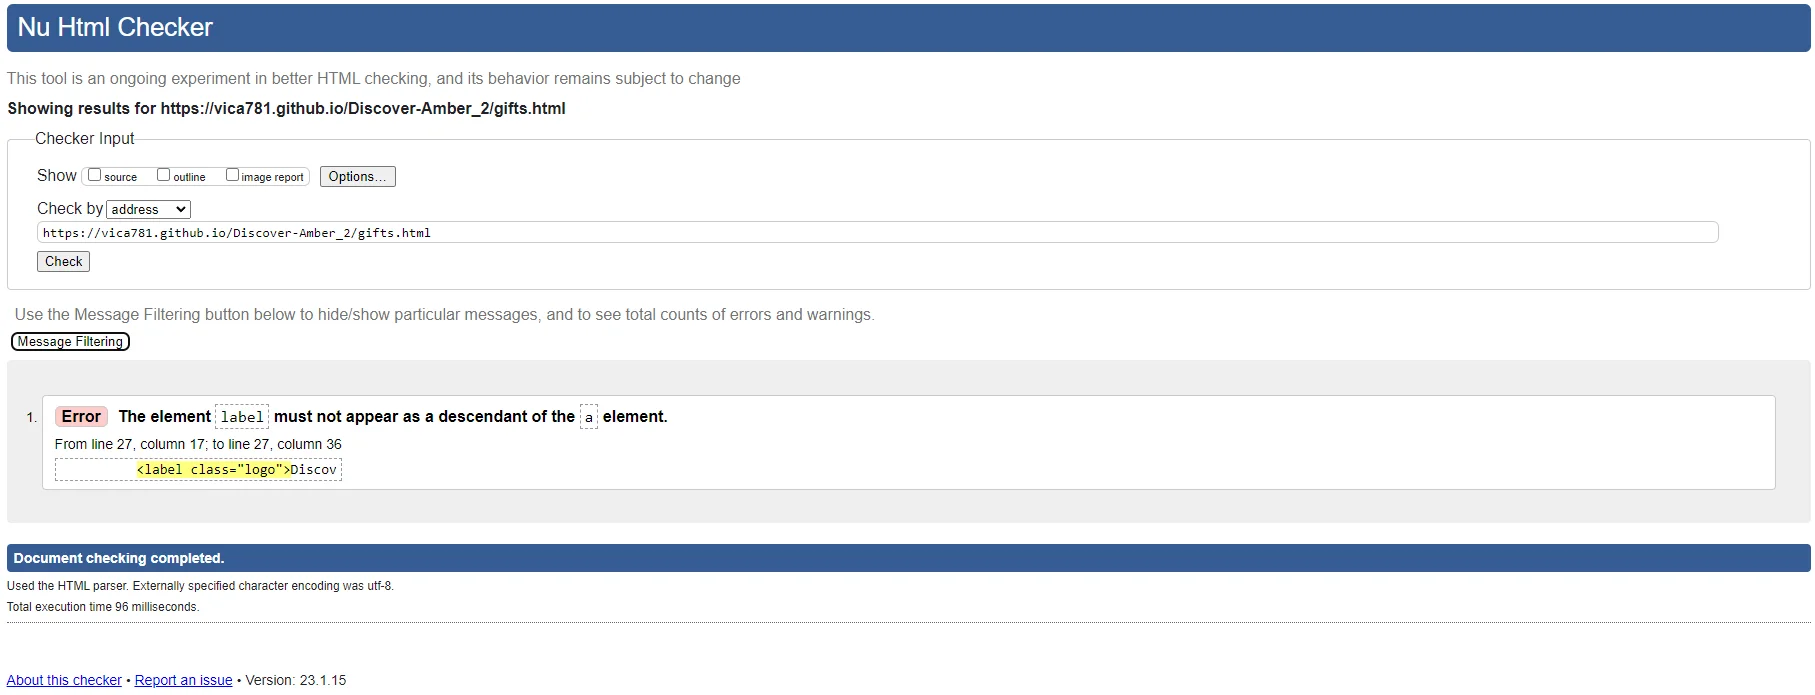 Nu Html Checker
This tool is an ongoing experiment in better HTML checking, and its behavior remains subject to change
Showing results for https://vica781.github.io/Discover-Amber_2/gifts.html
Checker Input
Show source outline image report Options...
Check by address
https://vica781.github.io/Discover-Amber_2/gifts.html
Check
Use the Message Filtering button below to hide/show particular messages, and to see total counts of errors and warnings.
Message Filtering
1. Error The element label must not appear as a descendant of the a element.
From line 27, column 17; to line 27, column 36
<label class="logo">Discov
Document checking completed.
Used the HTML parser. Externally specified character encoding was utf-8.
Total execution time 96 milliseconds.
About this checker • Report an issue • Version: 23.1.15